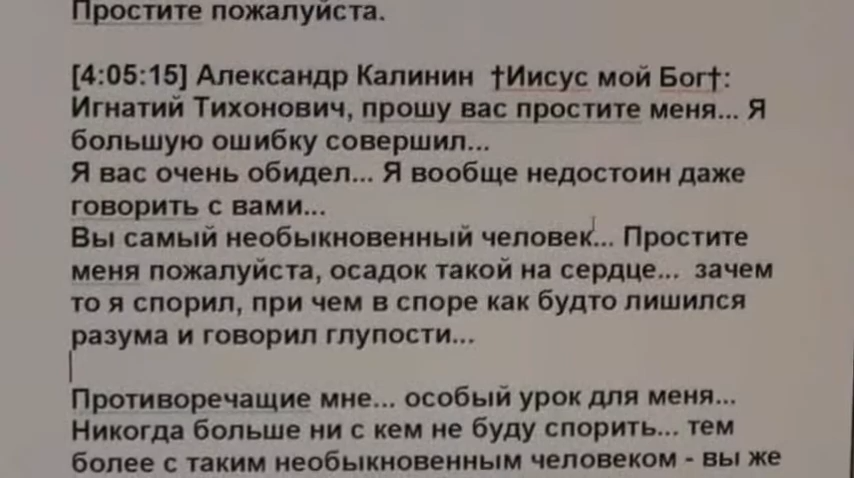 Простите пожалуйста.
[4:05:15] Александр Калинин †Иисус мой Бог†:
Игнатий Тихонович, прошу вас простите меня... Я
большую ошибку совершил...
Я вас очень обидел... Я вообще недостоин даже
говорить с вами...
Вы самый необыкновенный человек... Простите
меня пожалуйста, осадок такой на сердце... зачем
то я спорил, при чем в споре как будто лишился
разума и говорил глупости...
Противоречащие мне... особый урок для меня...
Никогда больше ни с кем не буду спорить... тем
более с таким необыкновенным человеком - вы же